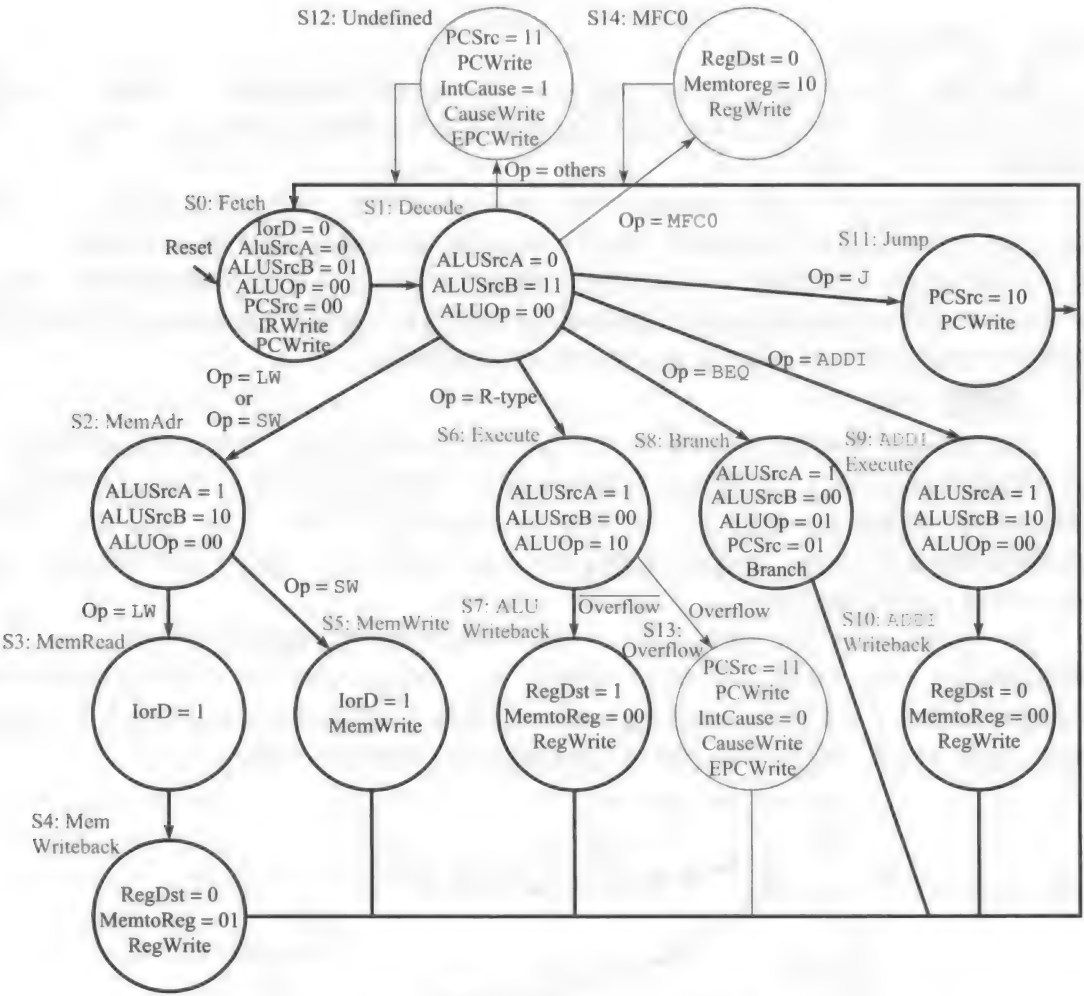 S12: Undefined
S14: MFC0
PCSrc = 11
PCWrite
IntCause = 1
CauseWrite
EPCWrite
RegDst = 0
Memtoreg = 10
RegWrite
Op = others
S0: Fetch
S1: Decode
Reset
IorD = 0
AluSrcA = 0
ALUSrcB = 01
ALUOp = 00
PCSrc = 00
IRWrite
PCWrite
ALUSrcA = 0
ALUSrcB = 11
ALUOp = 00
Op = MFC0
S11: Jump
Op = J
PCSrc = 10
PCWrite
Op = LW
or
Op = SW
Op = R-type
Op = BEQ
Op = ADDI
S2: MemAdr
S6: Execute
S8: Branch
S9: ADDI
Execute
ALUSrcA = 1
ALUSrcB = 10
ALUOp = 00
ALUSrcA = 1
ALUSrcB = 00
ALUOp = 10
ALUSrcA = 1
ALUSrcB = 00
ALUOp = 01
PCSrc = 01
Branch
ALUSrcA = 1
ALUSrcB = 10
ALUOp = 00
Op = LW
Op = SW
S3: MemRead
S5: MemWrite
S7: ALU
Writeback
Overflow
Overflow
S13:
Overflow
S10: ADDI
Writeback
IorD = 1
IorD = 1
MemWrite
RegDst = 1
MemtoReg = 00
RegWrite
PCSrc = 11
PCWrite
IntCause = 0
CauseWrite
EPCWrite
RegDst = 0
MemtoReg = 00
RegWrite
S4: Mem
Writeback
RegDst = 0
MemtoReg = 01
RegWrite